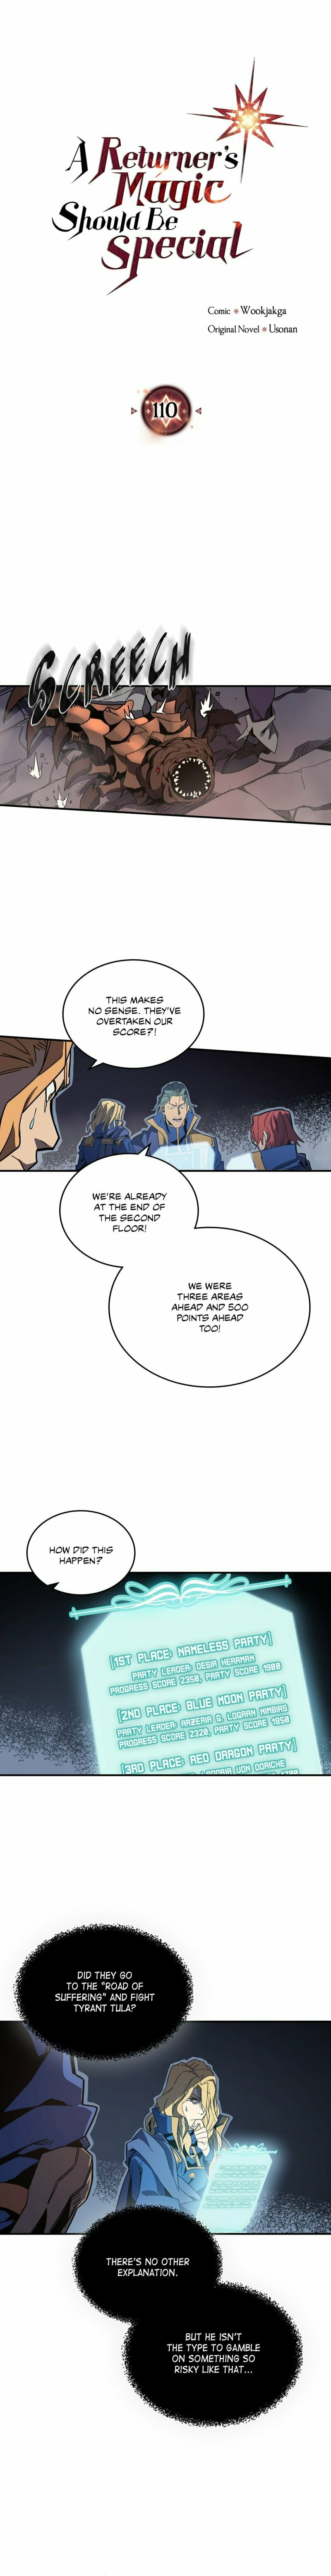 A Returner's
Magic
Should Be
Special
Comic Wookjakga
Original Novel Usonan
110
SCREECH
THIS MAKES
NO SENSE. THEY'VE
OVERTAKEN OUR
SCORE?!
WE'RE ALREADY
AT THE END OF
THE SECOND
FLOOR!
WE WERE
THREE AREAS
AHEAD AND 500
POINTS AHEAD
TOO!
HOW DID THIS
HAPPEN?
[1ST PLACE: NAMELESS PARTY]
PARTY LEADER: DESIR HERRMAN
PROGRESS SCORE 2350, PARTY SCORE 1900
[2ND PLACE: BLUE MOON PARTY]
PARTY LEADER: ARZERIA G. LOGRAN NIMBIRS
PROGRESS SCORE 2320, PARTY SCORE 1850
[3RD PLACE: RED DRAGON PARTY]
VON DORICHE
DID THEY GO
TO THE "ROAD OF
SUFFERING" AND FIGHT
TYRANT TULA?
THERE'S NO OTHER
EXPLANATION.
BUT HE ISN'T
THE TYPE TO GAMBLE
ON SOMETHING SO
RISKY LIKE THAT...